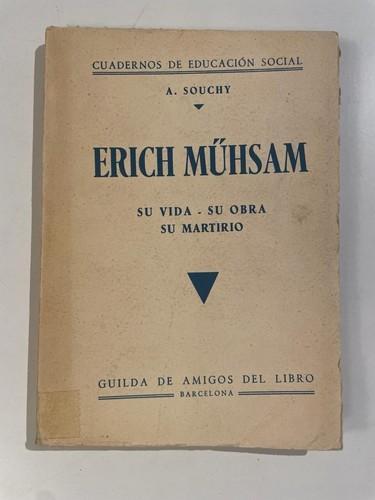 CUADERNOS DE EDUCACIÓN SOCIAL
A. SOUCHY
ERICH MŰHSAM
SU VIDA - SU OBRA
SU MARTIRIO
GUILDA DE AMIGOS DEL LIBRO
BARCELONA